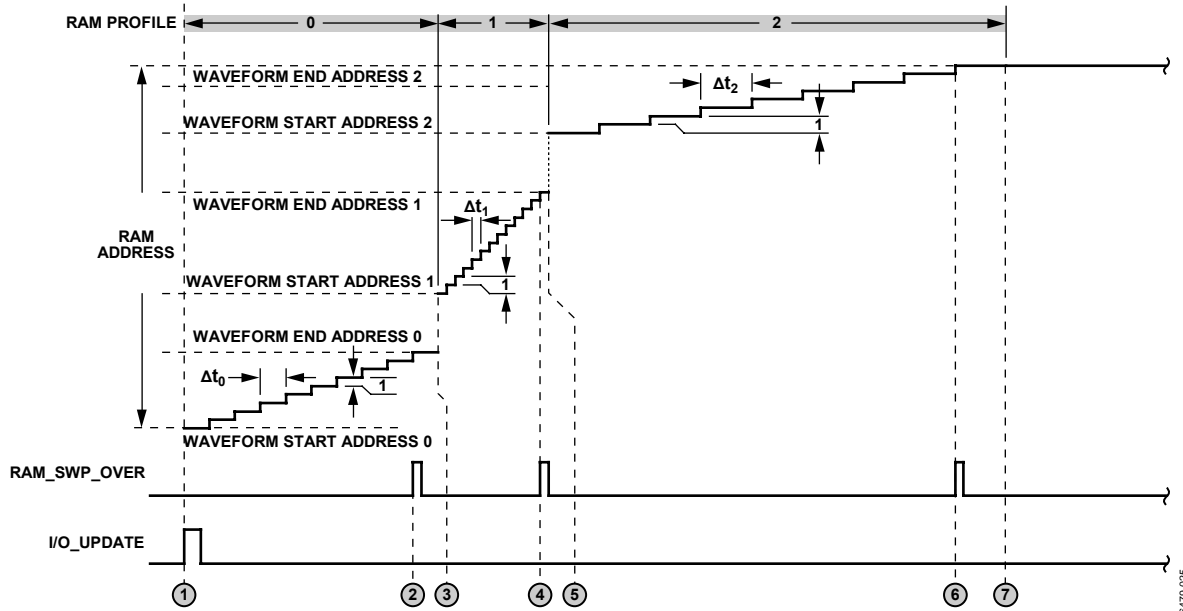 RAM PROFILE 0 1 2
WAVEFORM END ADDRESS 2
Δt2
WAVEFORM START ADDRESS 2
1
WAVEFORM END ADDRESS 1
Δt1
RAM
ADDRESS
WAVEFORM START ADDRESS 1
1
WAVEFORM END ADDRESS 0
Δt0
1
WAVEFORM START ADDRESS 0
RAM_SWP_OVER
I/O_UPDATE
1 2 3 4 5 6 7